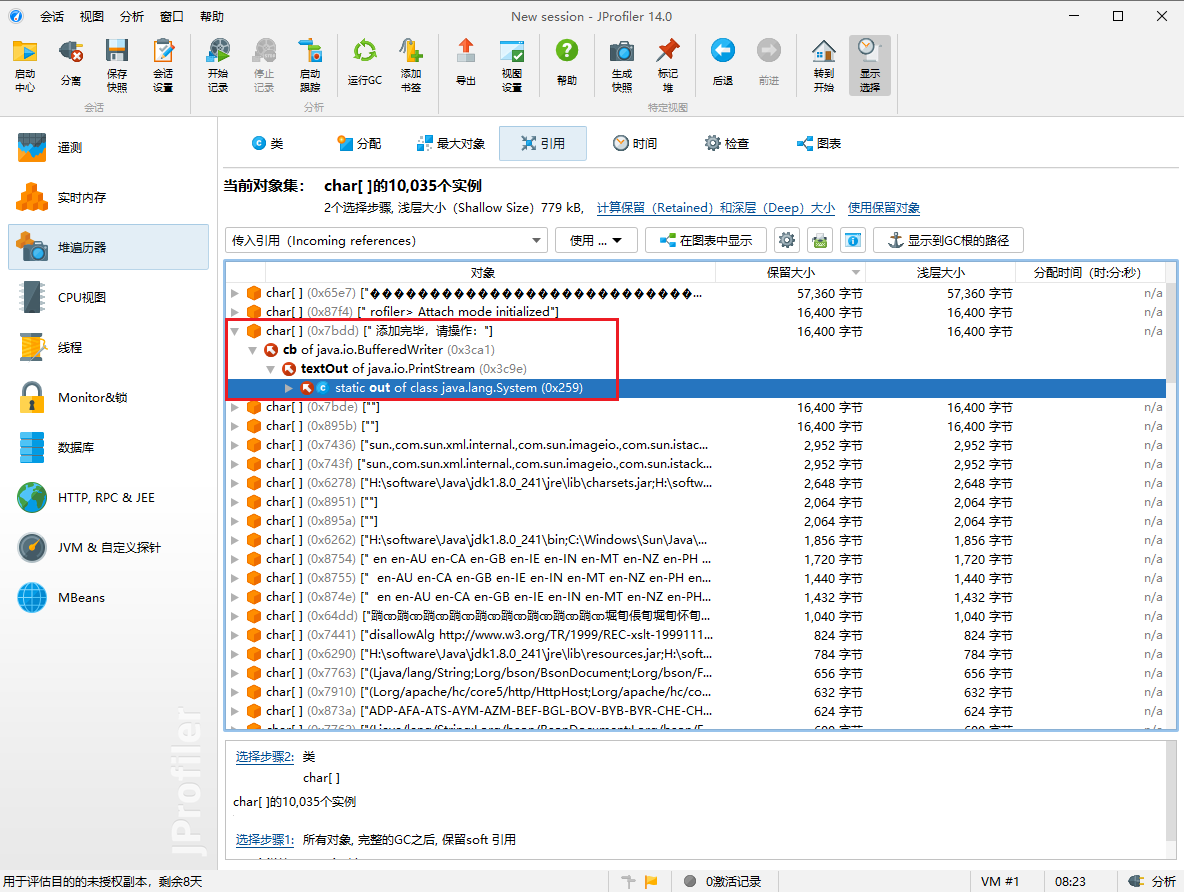 New session - JProfiler 14.0
会话 视图 分析 窗口 帮助
启动中心 分离 保存快照 会话设置 开始记录 停止记录 启动跟踪 运行GC 添加书签 导出 视图设置 帮助 生成快照 标记堆 后退 前进 转到开始 显示选择
会话 分析 特定视图
遥测
实时内存
堆遍历器
CPU视图
线程
Monitor&锁
数据库
HTTP, RPC & JEE
JVM & 自定义探针
MBeans
JProfiler
类 分配 最大对象 引用 时间 检查 图表
当前对象集： char[ ]的10,035个实例
2个选择步骤, 浅层大小（Shallow Size）779 kB, 计算保留（Retained）和深层（Deep）大小 使用保留对象
传入引用（Incoming references） 使用 ... 在图表中显示 显示到GC根的路径
对象 保留大小 浅层大小 分配时间（时:分:秒）
char[ ] (0x65e7) ["���������������������������... 57,360 字节 57,360 字节 n/a
char[ ] (0x87f4) [" rofiler> Attach mode initialized"] 16,400 字节 16,400 字节 n/a
char[ ] (0x7bdd) [" 添加完毕，请操作： "] 16,400 字节 16,400 字节 n/a
cb of java.io.BufferedWriter (0x3ca1)
textOut of java.io.PrintStream (0x3c9e)
static out of class java.lang.System (0x259)
char[ ] (0x7bde) [""] 16,400 字节 16,400 字节 n/a
char[ ] (0x895b) [""] 16,400 字节 16,400 字节 n/a
char[ ] (0x7436) ["sun.,com.sun.xml.internal.,com.sun.imageio.,com.sun.istac... 2,952 字节 2,952 字节 n/a
char[ ] (0x743f) ["sun.,com.sun.xml.internal.,com.sun.imageio.,com.sun.istack... 2,952 字节 2,952 字节 n/a
char[ ] (0x6278) ["H:\software\Java\jdk1.8.0_241\jre\lib\charsets.jar;H:\softw... 2,648 字节 2,648 字节 n/a
char[ ] (0x8951) [""] 2,064 字节 2,064 字节 n/a
char[ ] (0x895a) [""] 2,064 字节 2,064 字节 n/a
char[ ] (0x6262) ["H:\software\Java\jdk1.8.0_241\bin;C:\Windows\Sun\Java\... 1,856 字节 1,856 字节 n/a
char[ ] (0x8754) [" en en-AU en-CA en-GB en-IE en-IN en-MT en-NZ en-PH ... 1,720 字节 1,720 字节 n/a
char[ ] (0x8755) ["  en-AU en-CA en-GB en-IE en-IN en-MT en-NZ en-PH en... 1,440 字节 1,440 字节 n/a
char[ ] (0x874e) ["  en en-AU en-CA en-GB en-IE en-IN en-MT en-NZ en-PH... 1,432 字节 1,432 字节 n/a
char[ ] (0x64dd) [" 1,040 字节 1,040 字节 n/a
char[ ] (0x7441) ["disallowAlg http://www.w3.org/TR/1999/REC-xslt-1999111... 824 字节 824 字节 n/a
char[ ] (0x6290) ["H:\software\Java\jdk1.8.0_241\jre\lib\resources.jar;H:\soft... 784 字节 784 字节 n/a
char[ ] (0x7763) ["(Ljava/lang/String;Lorg/bson/BsonDocument;Lorg/bson/F... 656 字节 656 字节 n/a
char[ ] (0x7910) ["(Lorg/apache/hc/core5/http/HttpHost;Lorg/apache/hc/co... 632 字节 632 字节 n/a
char[ ] (0x873a) ["ADP-AFA-ATS-AYM-AZM-BEF-BGL-BOV-BYB-BYR-CHE-CH... 624 字节 624 字节 n/a
选择步骤2: 类
char[ ]
char[ ]的10,035个实例
选择步骤1: 所有对象, 完整的GC之后, 保留soft 引用
用于评估目的的未授权副本，剩余8天 0激活记录 VM #1 08:23 分析